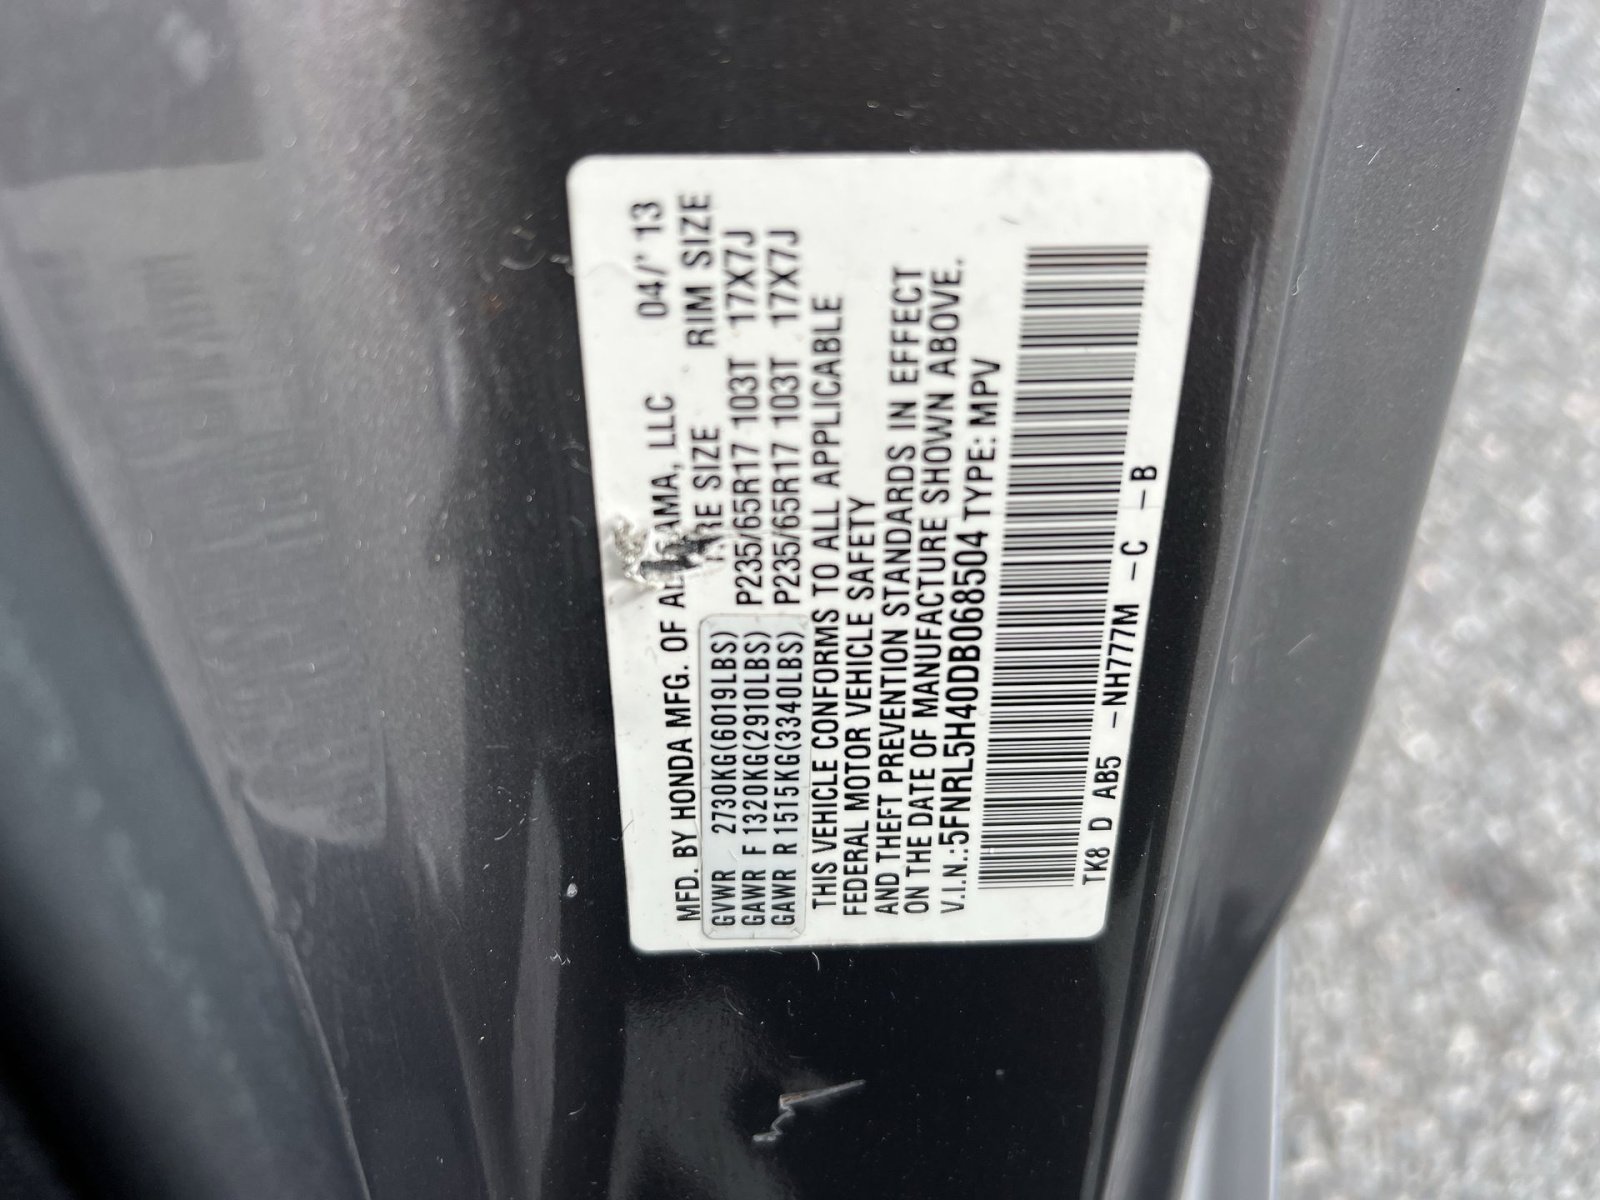 MFD. BY HONDA MFG. OF AL AMA, LLC 04/' 13
RE SIZE RIM SIZE
GVWR 2730KG(6019LBS)
GAWR F 1320KG(2910LBS) P235/65R17 103T 17X7J
GAWR R 1515KG(3340LBS) P235/65R17 103T 17X7J
THIS VEHICLE CONFORMS TO ALL APPLICABLE
FEDERAL MOTOR VEHICLE SAFETY
AND THEFT PREVENTION STANDARDS IN EFFECT
ON THE DATE OF MANUFACTURE SHOWN ABOVE.
V.I.N.:5FNRL5H40DB068504 TYPE: MPV
TK8 D AB5 -NH777M -C -B